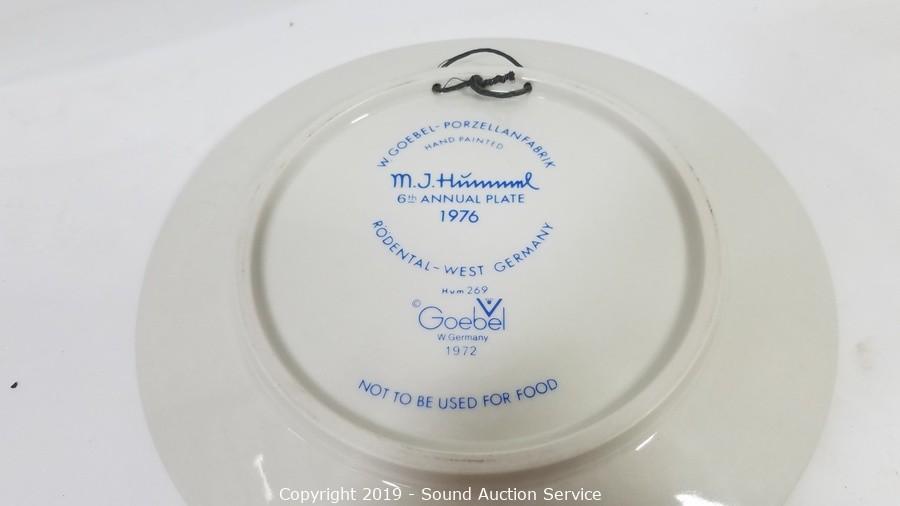 W. GOEBEL-PORZELLANFABRIK
HAND PAINTED
M.J. Hummel
6th ANNUAL PLATE
1976
RÖDENTAL-WEST GERMANY
Hum 269
© Goebel
W. Germany
1972
NOT TO BE USED FOR FOOD
Copyright 2019 - Sound Auction Service